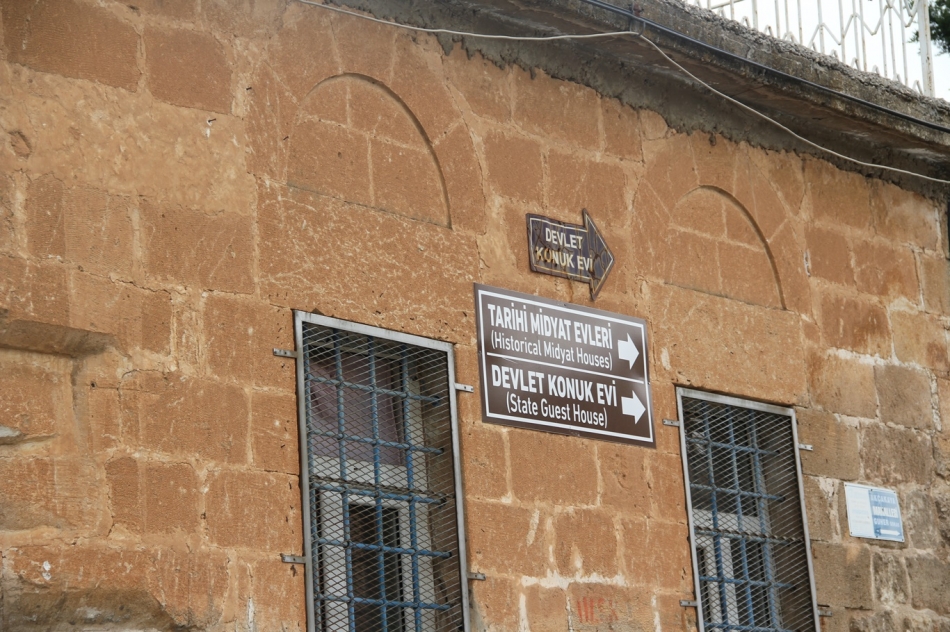 DEVLET
KONUK EVİ
TARİHİ MİDYAT EVLERİ
(Historical Midyat Houses)
DEVLET KONUK EVİ
(State Guest House)